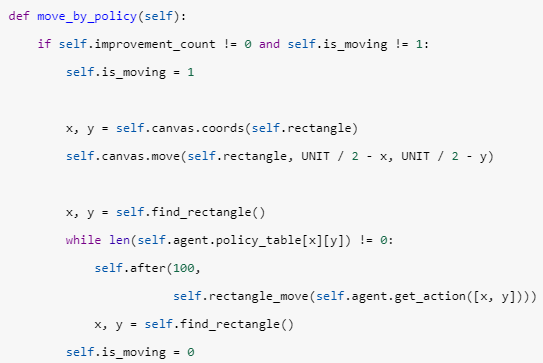 def move_by_policy(self):
    if self.improvement_count != 0 and self.is_moving != 1:
        self.is_moving = 1

        x, y = self.canvas.coords(self.rectangle)
        self.canvas.move(self.rectangle, UNIT / 2 - x, UNIT / 2 - y)

        x, y = self.find_rectangle()
        while len(self.agent.policy_table[x][y]) != 0:
            self.after(100,
                       self.rectangle_move(self.agent.get_action([x, y])))
            x, y = self.find_rectangle()
        self.is_moving = 0